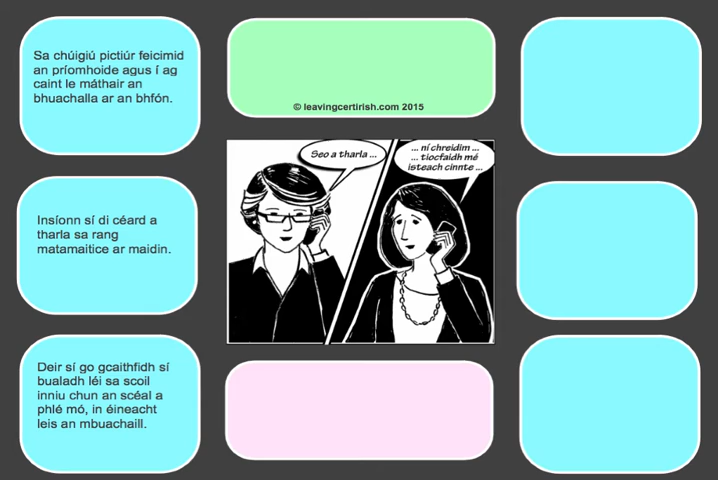 Sa chúigiú pictiúr feicimid
an príomhoide agus í ag
caint le máthair an
bhuachalla ar an bhfón.
Insíonn sí di céard a
tharla sa rang
matamaitice ar maidin.
Deir sí go gcaithfidh sí
bualadh léi sa scoil
inniu chun an scéal a
phlé mó, in éineacht
leis an mbuachaill.
© leavingcertirish.com 2015
Seo a tharla ...
... ní chreidim ...
... tiocfaidh mé
isteach cinnte ...